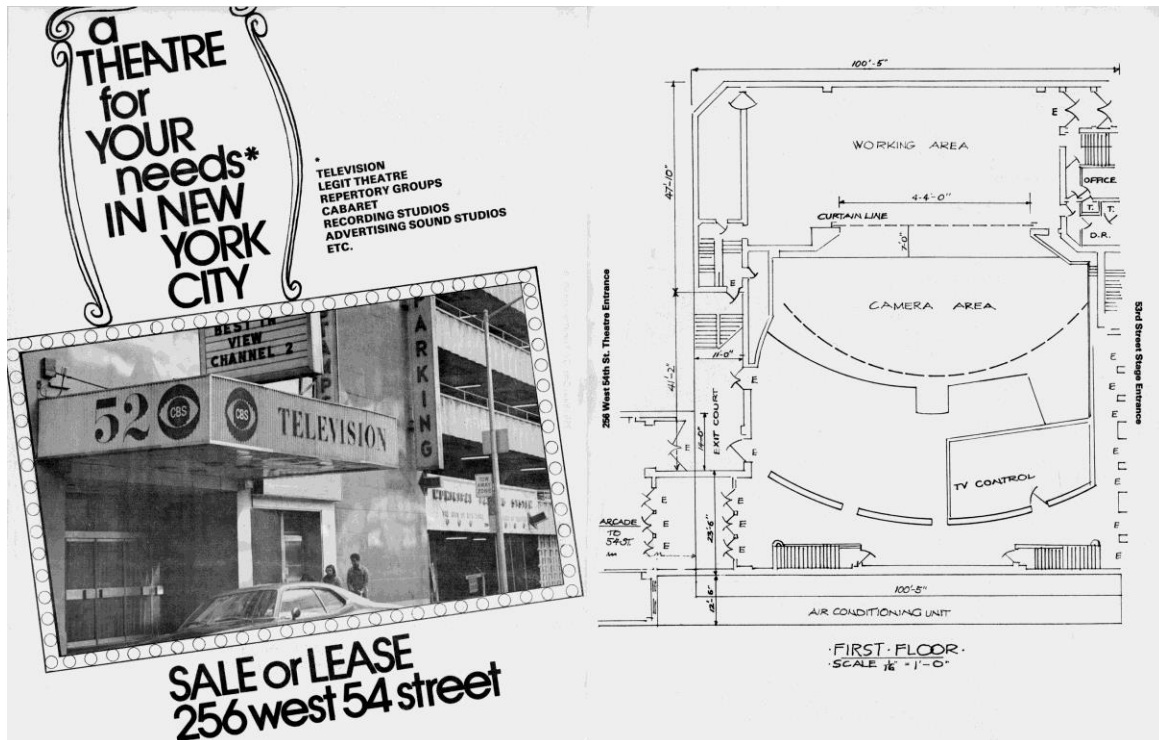 a
THEATRE
for
YOUR
needs*
IN NEW
YORK
CITY
*
TELEVISION
LEGIT THEATRE
REPERTORY GROUPS
CABARET
RECORDING STUDIOS
ADVERTISING SOUND STUDIOS
ETC.
BEST IN
VIEW
CHANNEL 2
PARKING
52 CBS
CBS TELEVISION
SALE or LEASE
256 west 54 street
100'-5"
47'-10"
WORKING AREA
E
OFFICE
4-4'-0"
T.
T.
CURTAIN LINE
D.R.
7'-0"
E
CAMERA AREA
256 West 54th St. Theatre Entrance
53rd Street Stage Entrance
11'-0"
41'-2"
E
E
EXIT COURT
14'-0"
E
E
E
E
TV CONTROL
E
E
E
E
ARCADE
TO
54 ST.
23'-6"
E
E
E
E
E
12'-6"
100'-5"
AIR CONDITIONING UNIT
·FIRST·FLOOR·
·SCALE 1/16" = 1'-0"